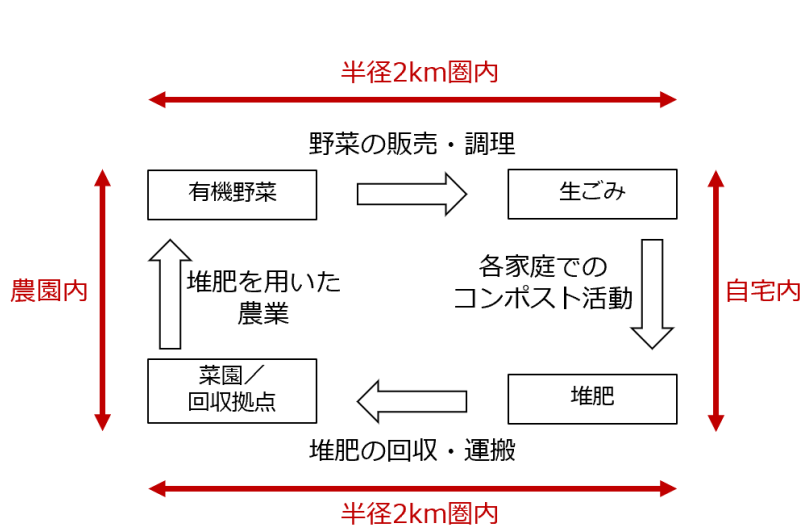 半径2km圏内
野菜の販売・調理
有機野菜
生ごみ
農園内
堆肥を用いた
農業
各家庭での
コンポスト活動
自宅内
菜園／
回収拠点
堆肥
堆肥の回収・運搬
半径2km圏内